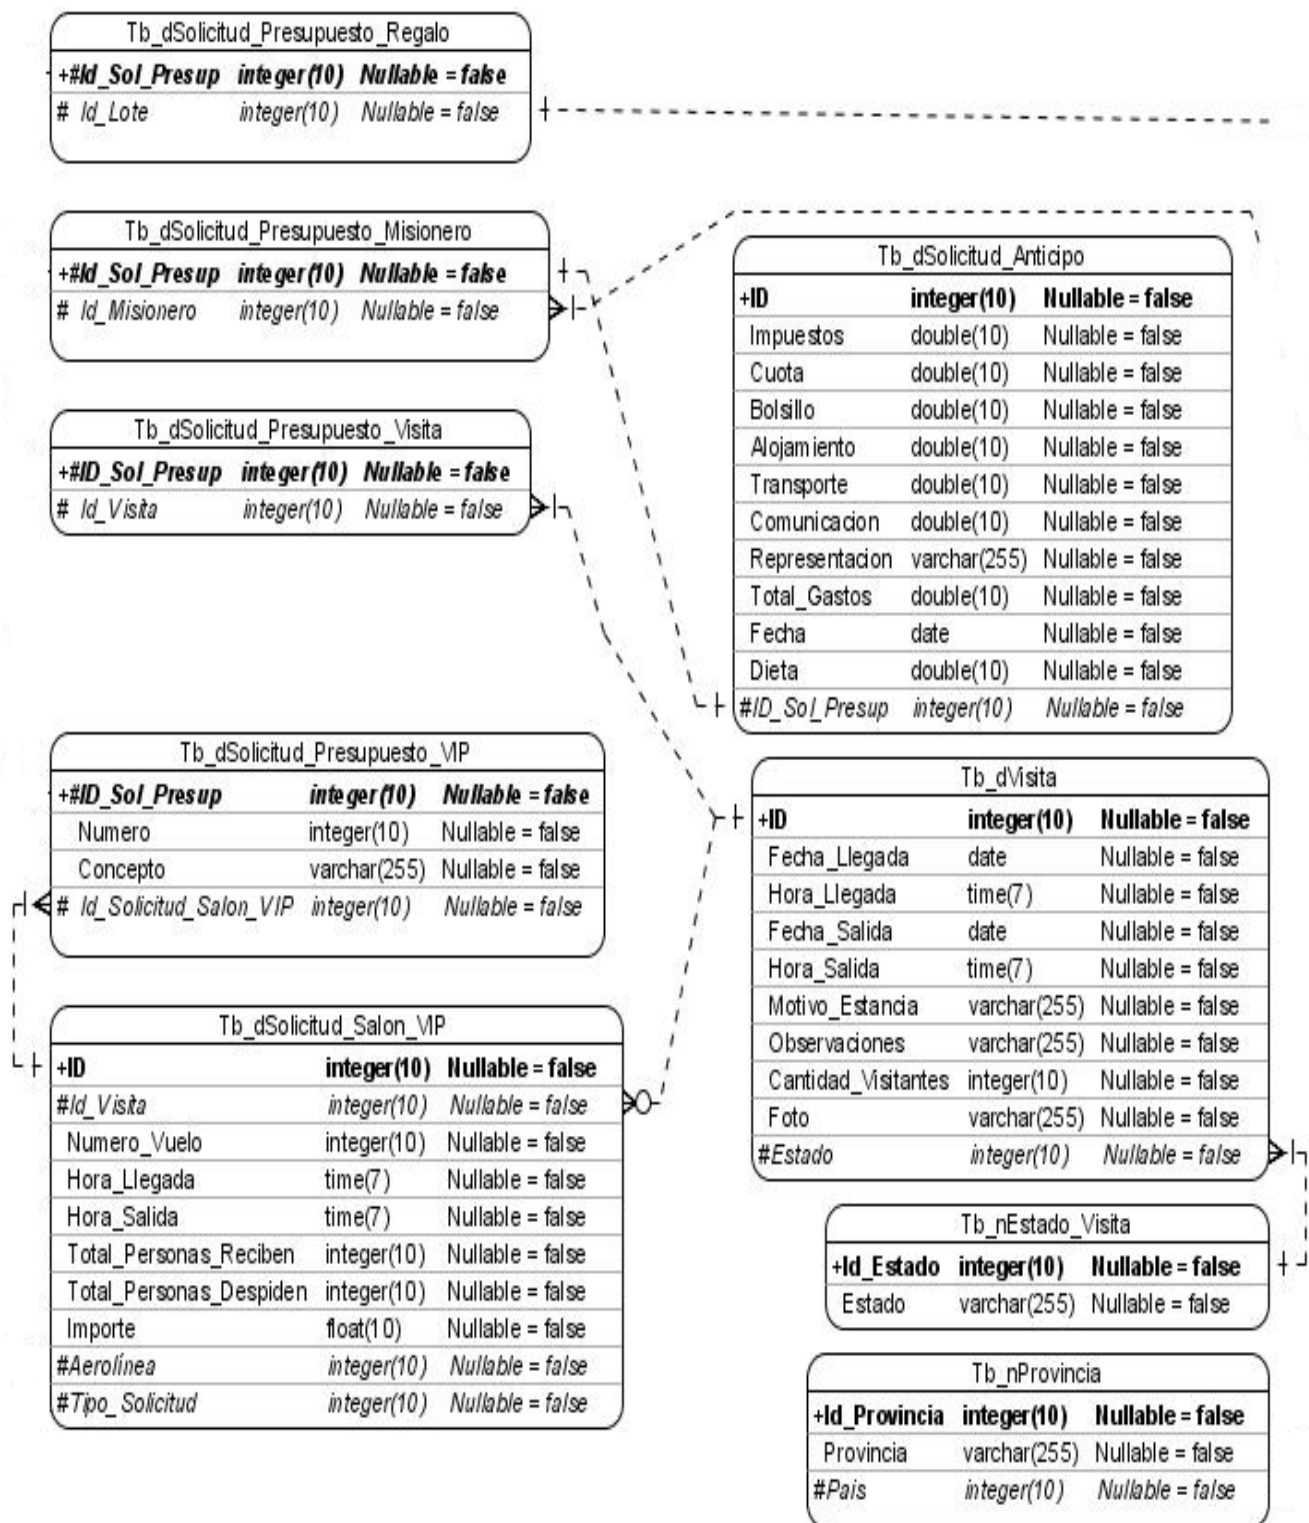 Tb_dSolicitud_Presupuesto_Regalo
+#Id_Sol_Presup integer(10) Nullable = false
# Id_Lote integer(10) Nullable = false
Tb_dSolicitud_Presupuesto_Misionero
+#Id_Sol_Presup integer(10) Nullable = false
# Id_Misionero integer(10) Nullable = false
Tb_dSolicitud_Presupuesto_Visita
+#ID_Sol_Presup integer(10) Nullable = false
# Id_Visita integer(10) Nullable = false
Tb_dSolicitud_Anticipo
+ID integer(10) Nullable = false
Impuestos double(10) Nullable = false
Cuota double(10) Nullable = false
Bolsillo double(10) Nullable = false
Alojamiento double(10) Nullable = false
Transporte double(10) Nullable = false
Comunicacion double(10) Nullable = false
Representacion varchar(255) Nullable = false
Total_Gastos double(10) Nullable = false
Fecha date Nullable = false
Dieta double(10) Nullable = false
#ID_Sol_Presup integer(10) Nullable = false
Tb_dSolicitud_Presupuesto_VIP
+#ID_Sol_Presup integer(10) Nullable = false
Numero integer(10) Nullable = false
Concepto varchar(255) Nullable = false
# Id_Solicitud_Salon_VIP integer(10) Nullable = false
Tb_dSolicitud_Salon_VIP
+ID integer(10) Nullable = false
#Id_Visita integer(10) Nullable = false
Numero_Vuelo integer(10) Nullable = false
Hora_Llegada time(7) Nullable = false
Hora_Salida time(7) Nullable = false
Total_Personas_Reciben integer(10) Nullable = false
Total_Personas_Despiden integer(10) Nullable = false
Importe float(10) Nullable = false
#Aerolínea integer(10) Nullable = false
#Tipo_Solicitud integer(10) Nullable = false
Tb_dVisita
+ID integer(10) Nullable = false
Fecha_Llegada date Nullable = false
Hora_Llegada time(7) Nullable = false
Fecha_Salida date Nullable = false
Hora_Salida time(7) Nullable = false
Motivo_Estancia varchar(255) Nullable = false
Observaciones varchar(255) Nullable = false
Cantidad_Visitantes integer(10) Nullable = false
Foto varchar(255) Nullable = false
#Estado integer(10) Nullable = false
Tb_nEstado_Visita
+Id_Estado integer(10) Nullable = false
Estado varchar(255) Nullable = false
Tb_nProvincia
+Id_Provincia integer(10) Nullable = false
Provincia varchar(255) Nullable = false
#Pais integer(10) Nullable = false